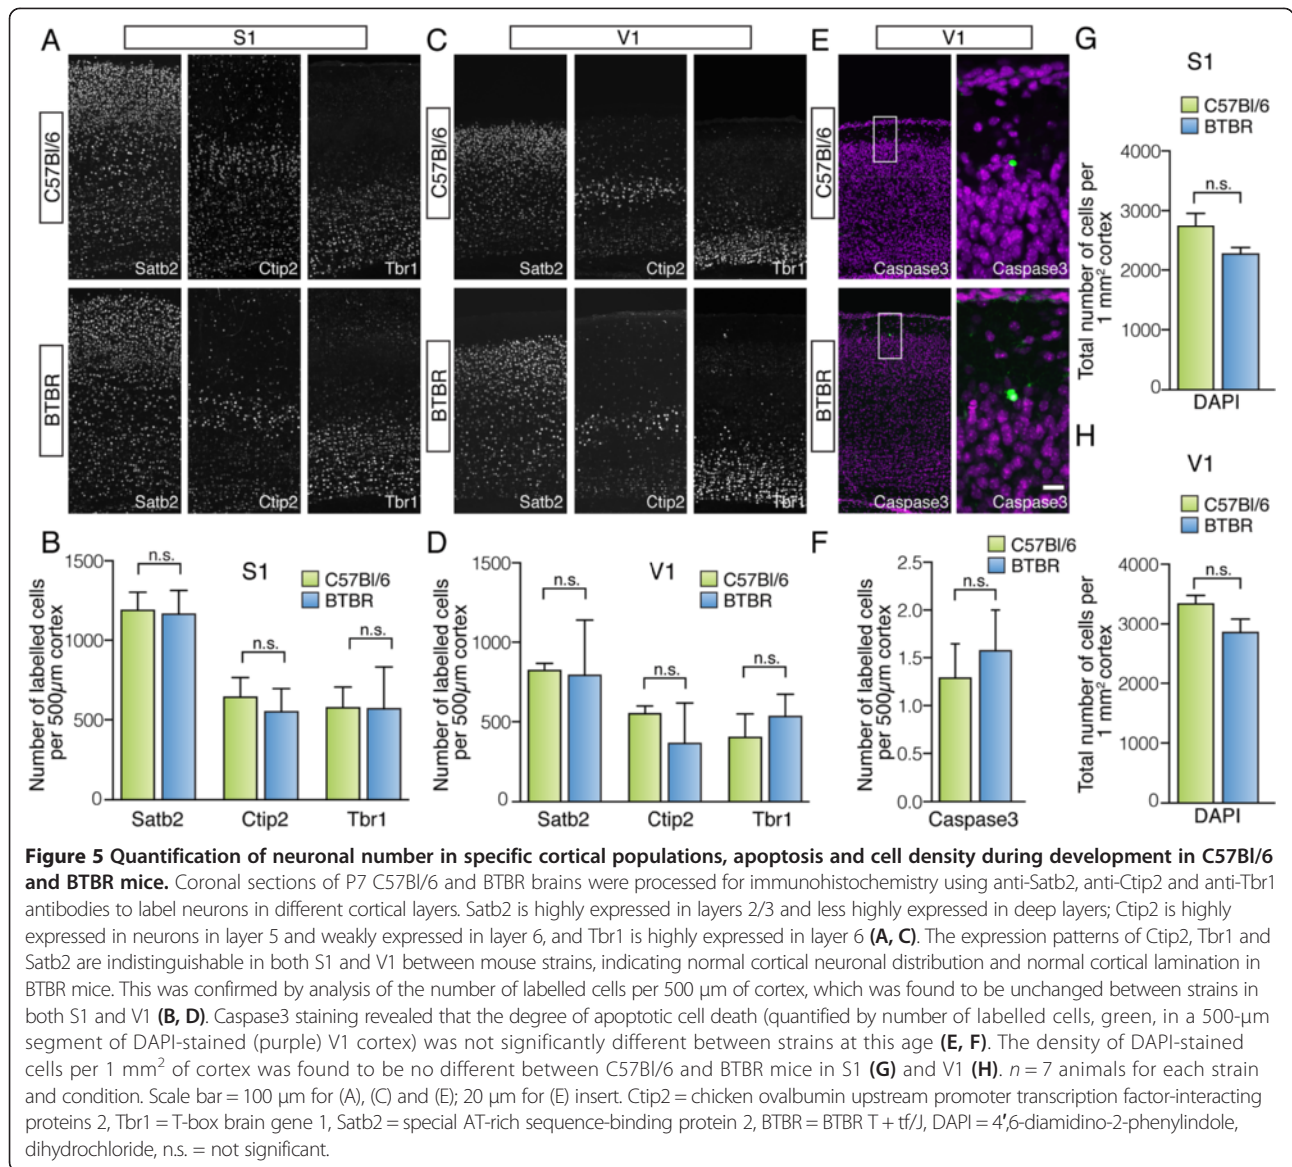 A
S1
C
V1
E
V1
G
C57Bl/6
Satb2
Ctip2
Tbr1
BTBR
Satb2
Ctip2
Tbr1
C57Bl/6
Satb2
Ctip2
Tbr1
BTBR
Satb2
Ctip2
Tbr1
C57Bl/6
Caspase3
Caspase3
BTBR
Caspase3
Caspase3
S1
C57Bl/6
BTBR
Total number of cells per
1 mm² cortex
4000
3000
2000
1000
0
n.s.
DAPI
B
Number of labelled cells
per 500µm cortex
1500
1000
500
0
S1
C57Bl/6
BTBR
n.s.
n.s.
n.s.
Satb2
Ctip2
Tbr1
D
Number of labelled cells
per 500µm cortex
1500
1000
500
0
V1
C57Bl/6
BTBR
n.s.
n.s.
n.s.
Satb2
Ctip2
Tbr1
F
C57Bl/6
BTBR
Number of labelled cells
per 500µm cortex
2.5
2.0
1.5
1.0
0.5
0.0
n.s.
Caspase3
H
V1
C57Bl/6
BTBR
Total number of cells per
1 mm² cortex
4000
3000
2000
1000
0
n.s.
DAPI
Figure 5 Quantification of neuronal number in specific cortical populations, apoptosis and cell density during development in C57Bl/6
and BTBR mice. Coronal sections of P7 C57Bl/6 and BTBR brains were processed for immunohistochemistry using anti-Satb2, anti-Ctip2 and anti-Tbr1
antibodies to label neurons in different cortical layers. Satb2 is highly expressed in layers 2/3 and less highly expressed in deep layers; Ctip2 is highly
expressed in neurons in layer 5 and weakly expressed in layer 6, and Tbr1 is highly expressed in layer 6 (A, C). The expression patterns of Ctip2, Tbr1 and
Satb2 are indistinguishable in both S1 and V1 between mouse strains, indicating normal cortical neuronal distribution and normal cortical lamination in
BTBR mice. This was confirmed by analysis of the number of labelled cells per 500 µm of cortex, which was found to be unchanged between strains in
both S1 and V1 (B, D). Caspase3 staining revealed that the degree of apoptotic cell death (quantified by number of labelled cells, green, in a 500-µm
segment of DAPI-stained (purple) V1 cortex) was not significantly different between strains at this age (E, F). The density of DAPI-stained
cells per 1 mm² of cortex was found to be no different between C57Bl/6 and BTBR mice in S1 (G) and V1 (H). n = 7 animals for each strain
and condition. Scale bar = 100 µm for (A), (C) and (E); 20 µm for (E) insert. Ctip2 = chicken ovalbumin upstream promoter transcription factor-interacting
proteins 2, Tbr1 = T-box brain gene 1, Satb2 = special AT-rich sequence-binding protein 2, BTBR = BTBR T + tf/J, DAPI = 4′,6-diamidino-2-phenylindole,
dihydrochloride, n.s. = not significant.